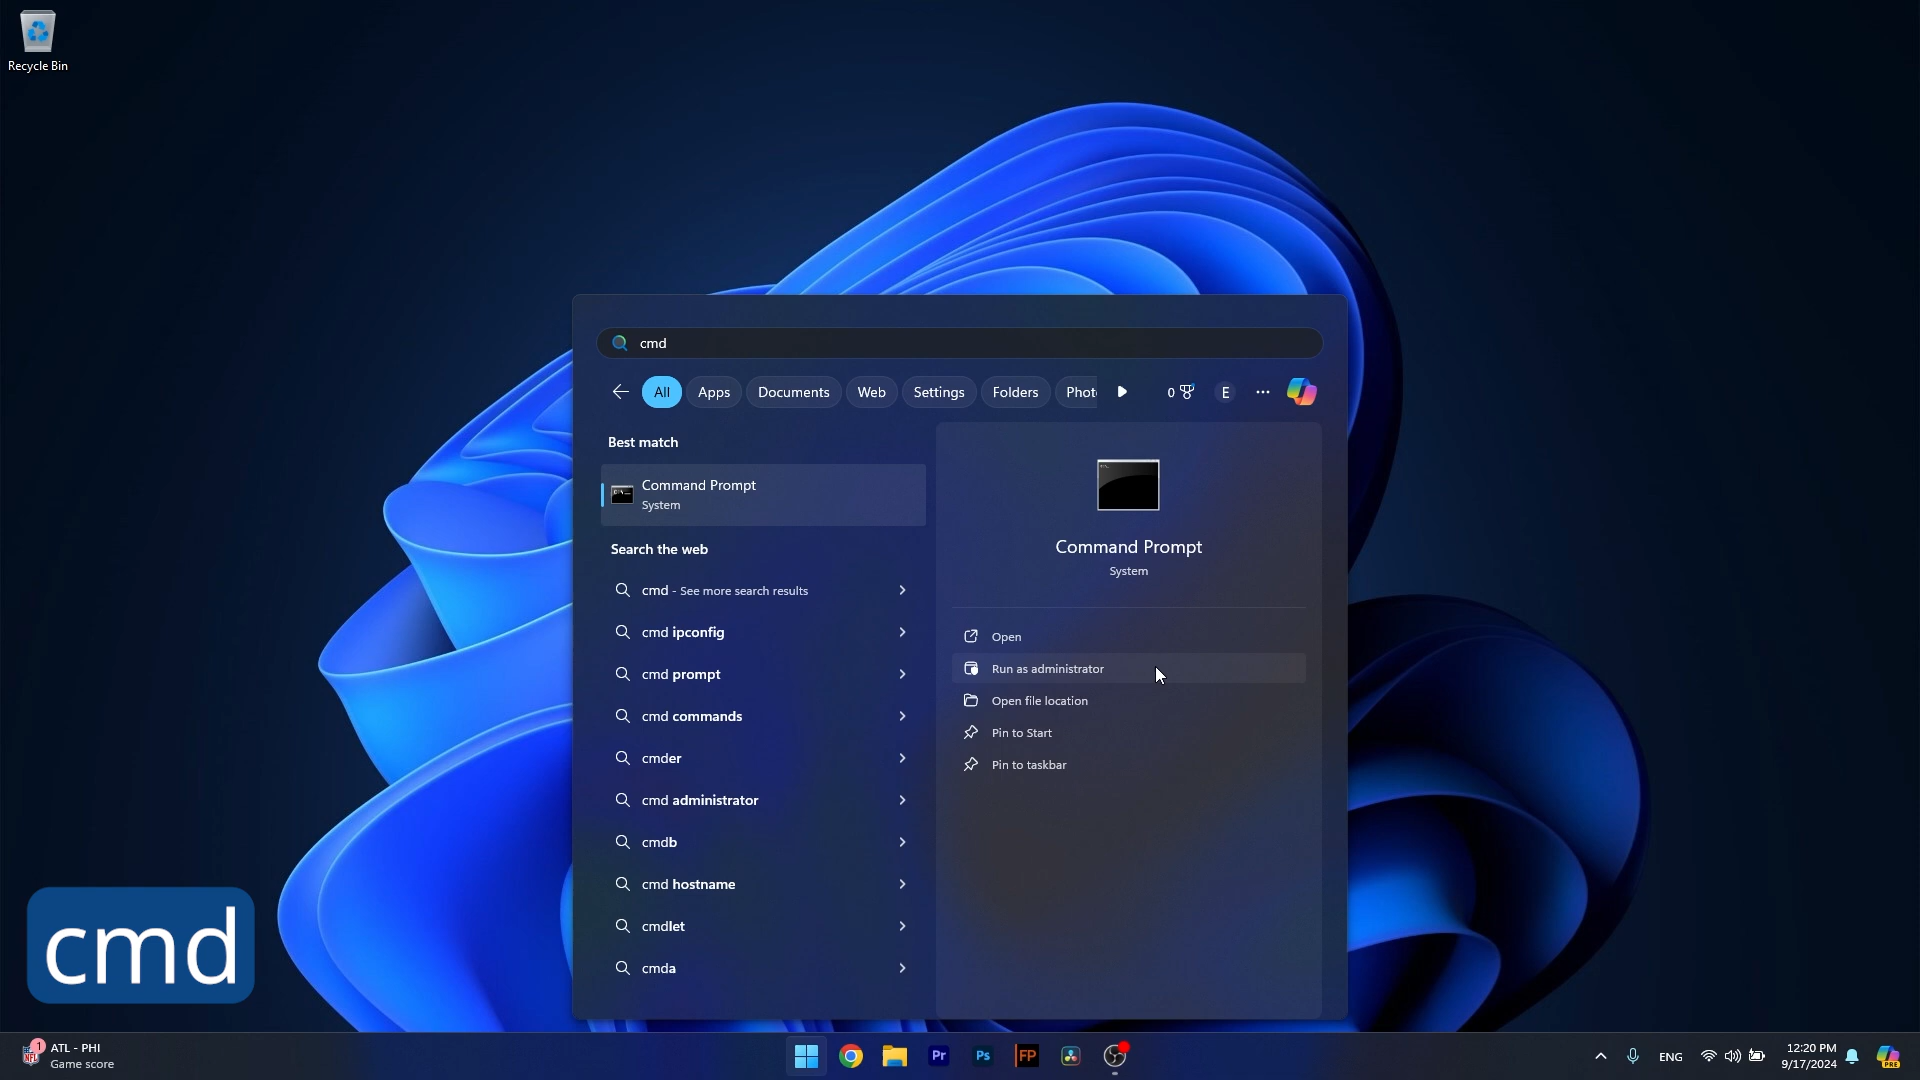 Recycle Bin
cmd
All
Apps
Documents
Web
Settings
Folders
Phot
0
E
Best match
Command Prompt
System
Search the web
cmd - See more search results
cmd ipconfig
cmd prompt
cmd commands
cmder
cmd administrator
cmdb
cmd hostname
cmdlet
cmda
Command Prompt
System
Open
Run as administrator
Open file location
Pin to Start
Pin to taskbar
cmd
1
NFL
ATL - PHI
Game score
Pr
Ps
FP
ENG
12:20 PM
9/17/2024
PRE